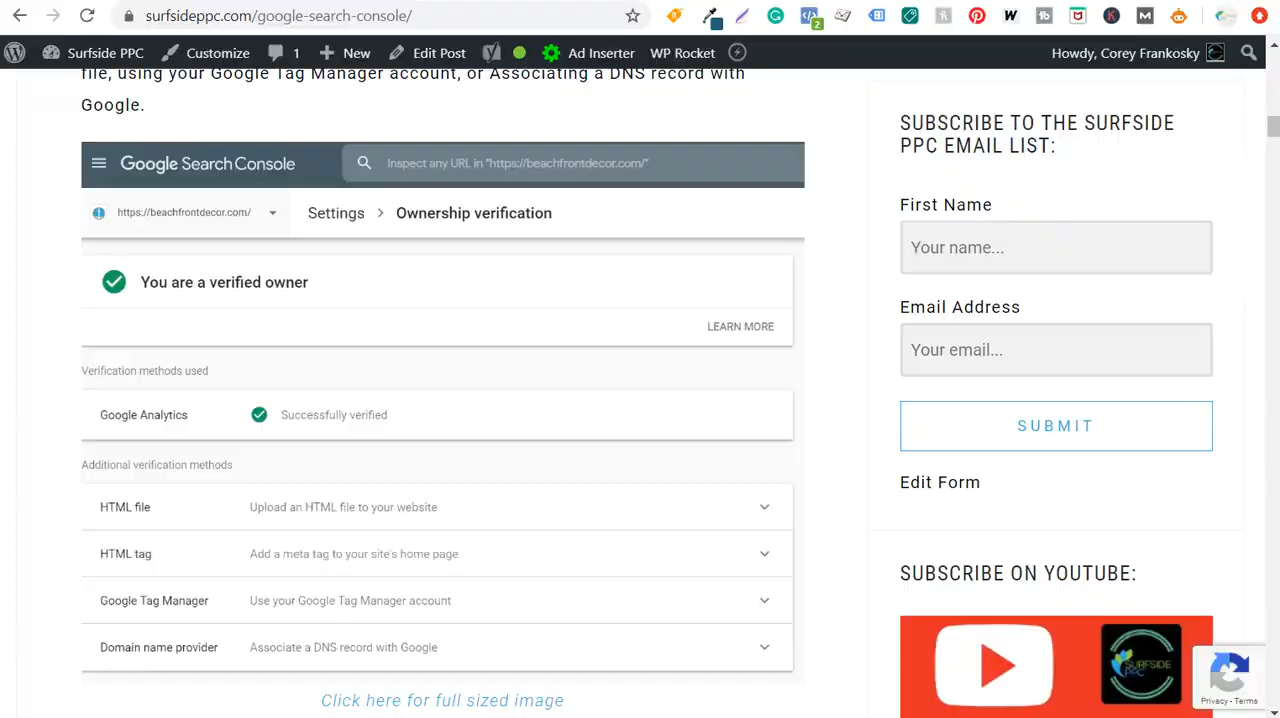 surfsideppc.com/google-search-console/
2
Surfside PPC
Customize
1
New
Edit Post
Ad Inserter
WP Rocket
Howdy, Corey Frankosky
file, using your Google Tag Manager account, or Associating a DNS record with
Google.
Google Search Console
Inspect any URL in "https://beachfrontdecor.com/"
https://beachfrontdecor.com/
Settings > Ownership verification
You are a verified owner
LEARN MORE
Verification methods used
Google Analytics
Successfully verified
Additional verification methods
HTML file
Upload an HTML file to your website
HTML tag
Add a meta tag to your site's home page
Google Tag Manager
Use your Google Tag Manager account
Domain name provider
Associate a DNS record with Google
Click here for full sized image
SUBSCRIBE TO THE SURFSIDE
PPC EMAIL LIST:
First Name
Your name...
Email Address
Your email...
SUBMIT
Edit Form
SUBSCRIBE ON YOUTUBE:
SURFSIDE
PPC
Privacy - Terms